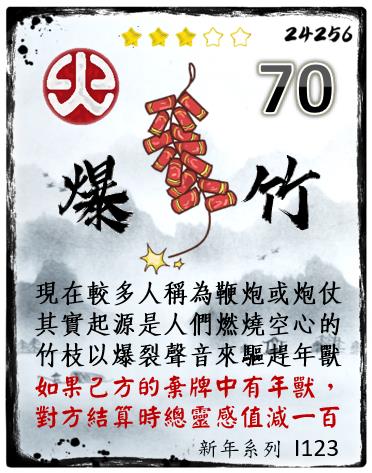 24256
火
70
爆竹
現在較多人稱為鞭炮或炮仗
其實起源是人們燃燒空心的
竹枝以爆裂聲音來驅趕年獸
如果己方的棄牌中有年獸，
對方結算時總靈感值減一百
新年系列 I123